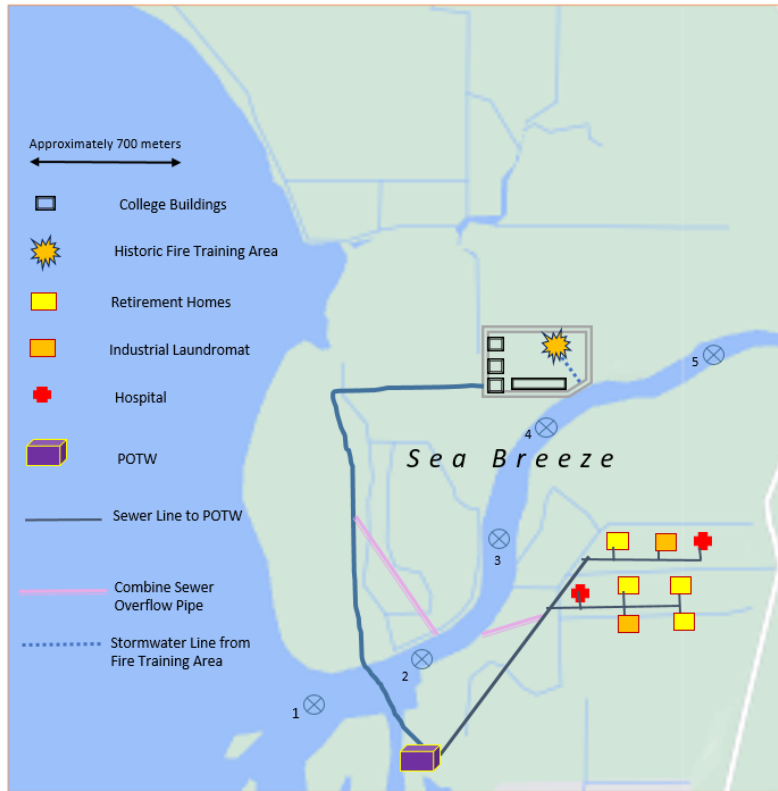 Approximately 700 meters
College Buildings
Historic Fire Training Area
Retirement Homes
Industrial Laundromat
Hospital
POTW
Sewer Line to POTW
Combine Sewer
Overflow Pipe
Stormwater Line from
Fire Training Area
5
4
Sea Breeze
3
2
1